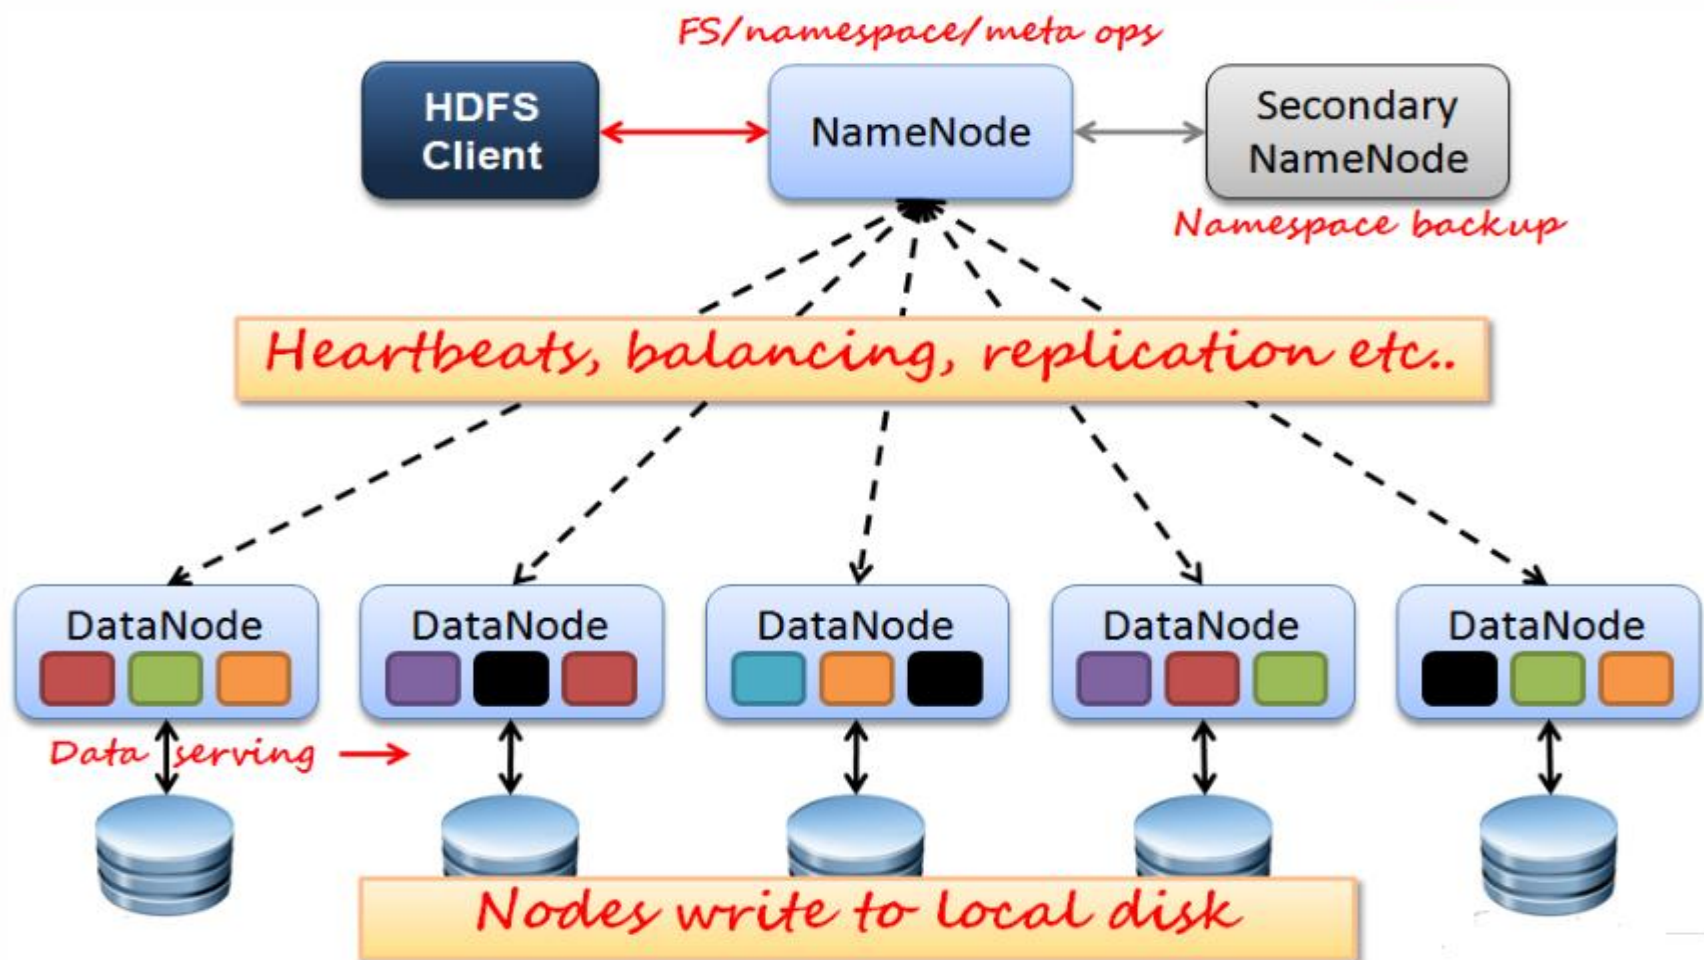 FS/namespace/meta ops
HDFS
Client
NameNode
Secondary
NameNode
Namespace backup
Heartbeats, balancing, replication etc..
DataNode
DataNode
DataNode
DataNode
DataNode
Data serving
Nodes write to local disk